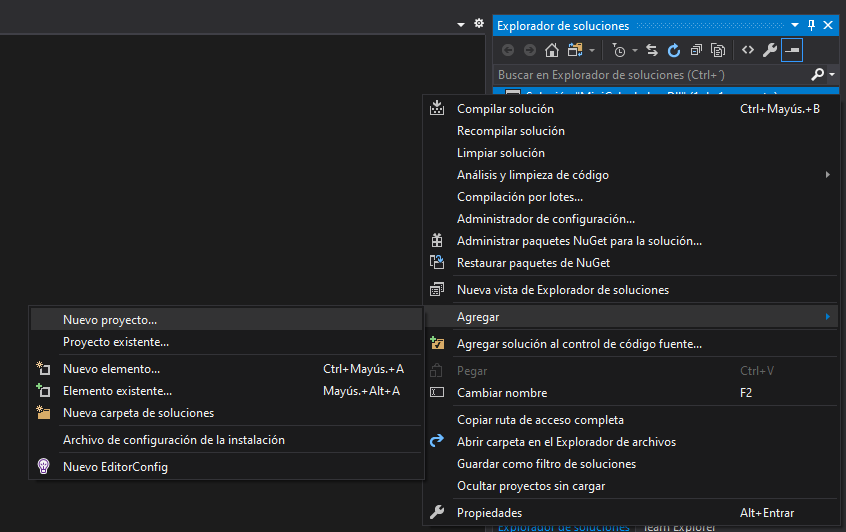 Explorador de soluciones
Buscar en Explorador de soluciones (Ctrl+´)
Compilar solución Ctrl+Mayús.+B
Recompilar solución
Limpiar solución
Análisis y limpieza de código
Compilación por lotes...
Administrador de configuración...
Administrar paquetes NuGet para la solución...
Restaurar paquetes de NuGet
Nueva vista de Explorador de soluciones
Agregar
Agregar solución al control de código fuente...
Pegar Ctrl+V
Cambiar nombre F2
Copiar ruta de acceso completa
Abrir carpeta en el Explorador de archivos
Guardar como filtro de soluciones
Ocultar proyectos sin cargar
Propiedades Alt+Entrar
Nuevo proyecto...
Proyecto existente...
Nuevo elemento... Ctrl+Mayús.+A
Elemento existente... Mayús.+Alt+A
Nueva carpeta de soluciones
Archivo de configuración de la instalación
Nuevo EditorConfig
Explorador de soluciones Team Explorer